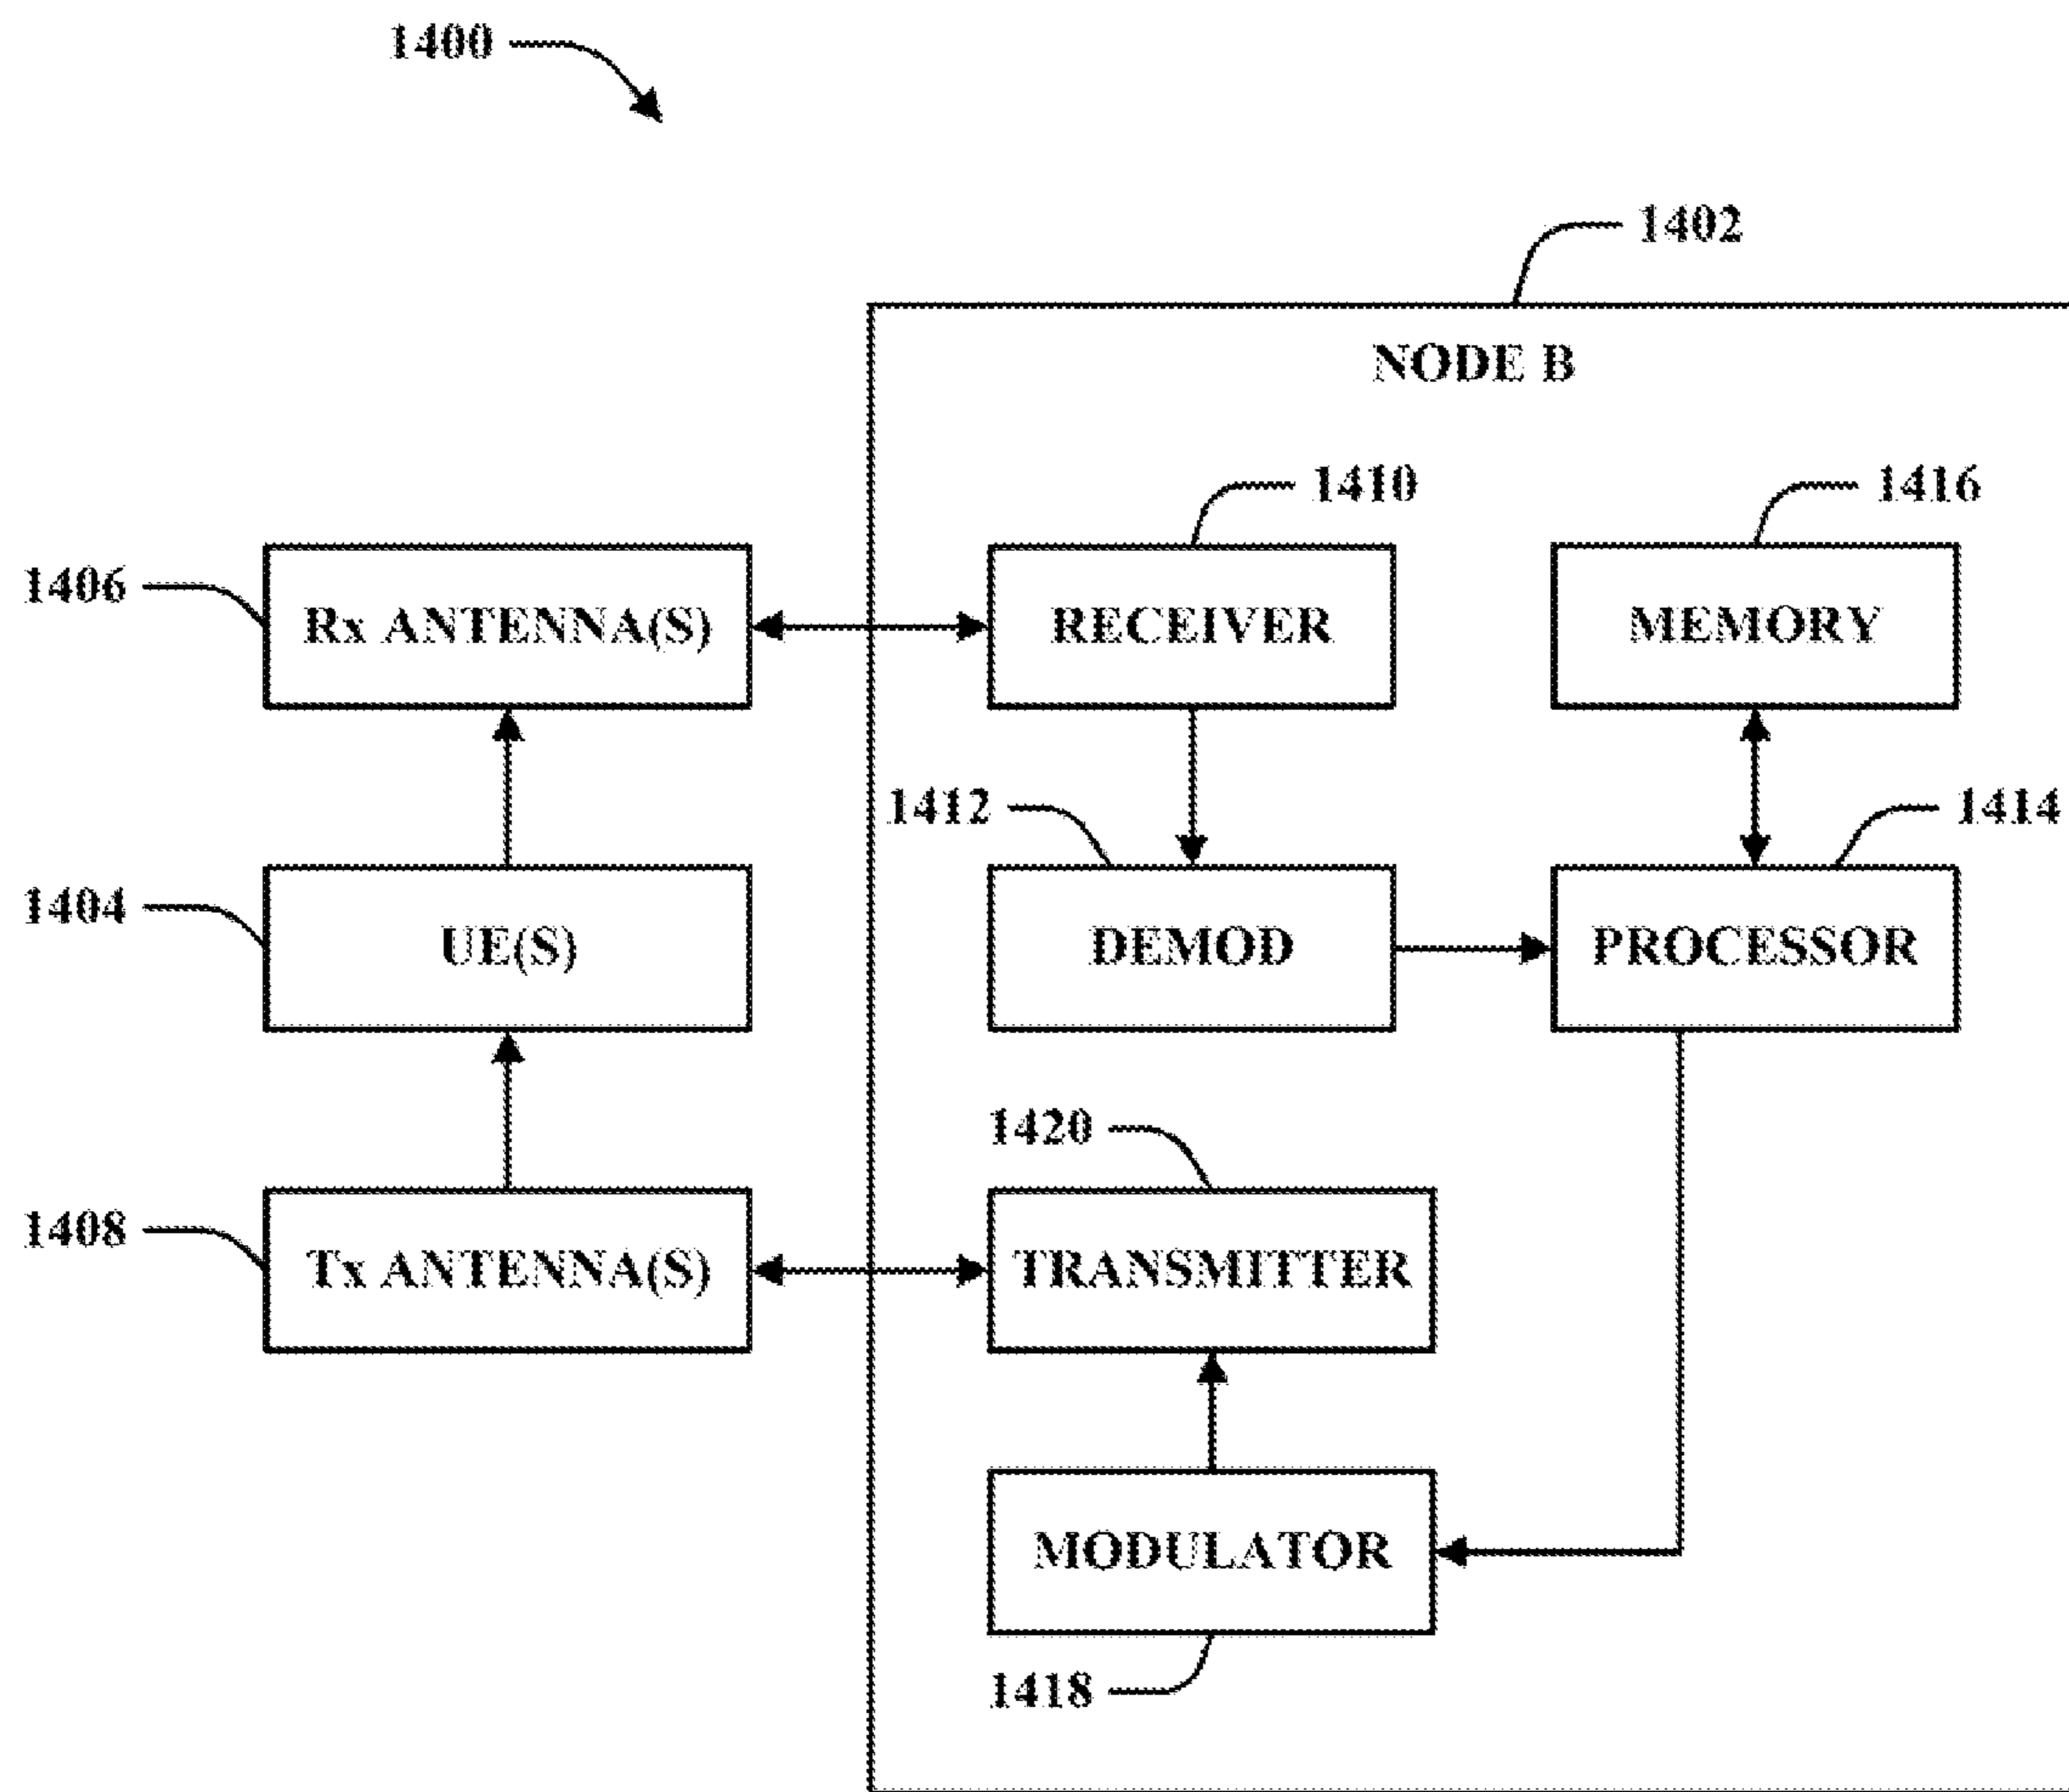 1400
1402
NODE B
1410
1416
1406
Rx ANTENNA(S)
RECEIVER
MEMORY
1412
1414
1404
UE(S)
DEMOD
PROCESSOR
1420
1408
Tx ANTENNA(S)
TRANSMITTER
MODULATOR
1418